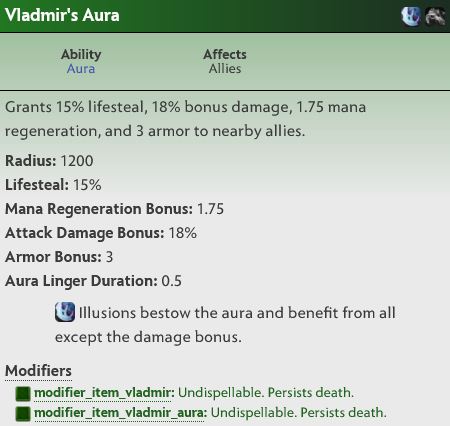 Vladmir's Aura
Ability
Aura
Affects
Allies
Grants 15% lifesteal, 18% bonus damage, 1.75 mana
regeneration, and 3 armor to nearby allies.
Radius: 1200
Lifesteal: 15%
Mana Regeneration Bonus: 1.75
Attack Damage Bonus: 18%
Armor Bonus: 3
Aura Linger Duration: 0.5
Illusions bestow the aura and benefit from all
except the damage bonus.
Modifiers
modifier_item_vladmir: Undispellable. Persists death.
modifier_item_vladmir_aura: Undispellable. Persists death.